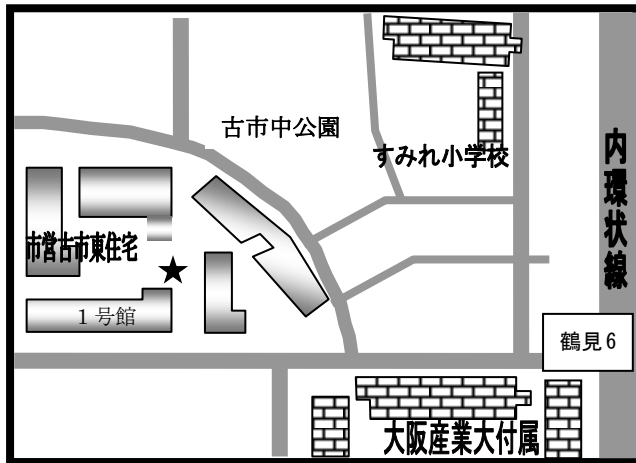 古市中公園
すみれ小学校
内環状線
市営古市東住宅
★
1号館
鶴見6
大阪産業大付属